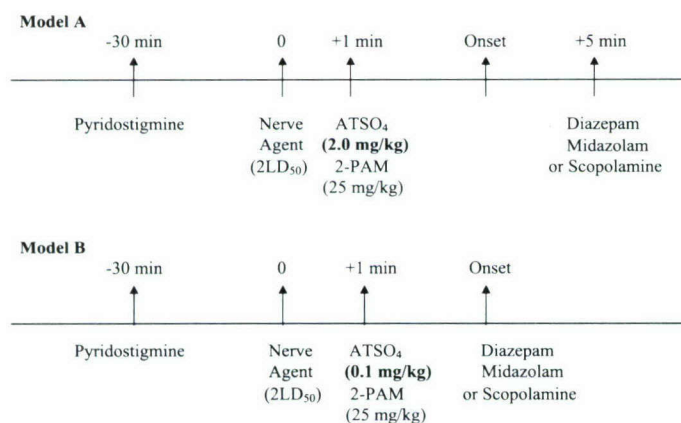 Model A
-30 min 0 +1 min Onset +5 min
Pyridostigmine Nerve ATSO₄ Diazepam
Agent (2.0 mg/kg) Midazolam
(2LD₅₀) 2-PAM or Scopolamine
(25 mg/kg)
Model B
-30 min 0 +1 min Onset
Pyridostigmine Nerve ATSO₄ Diazepam
Agent (0.1 mg/kg) Midazolam
(2LD₅₀) 2-PAM or Scopolamine
(25 mg/kg)